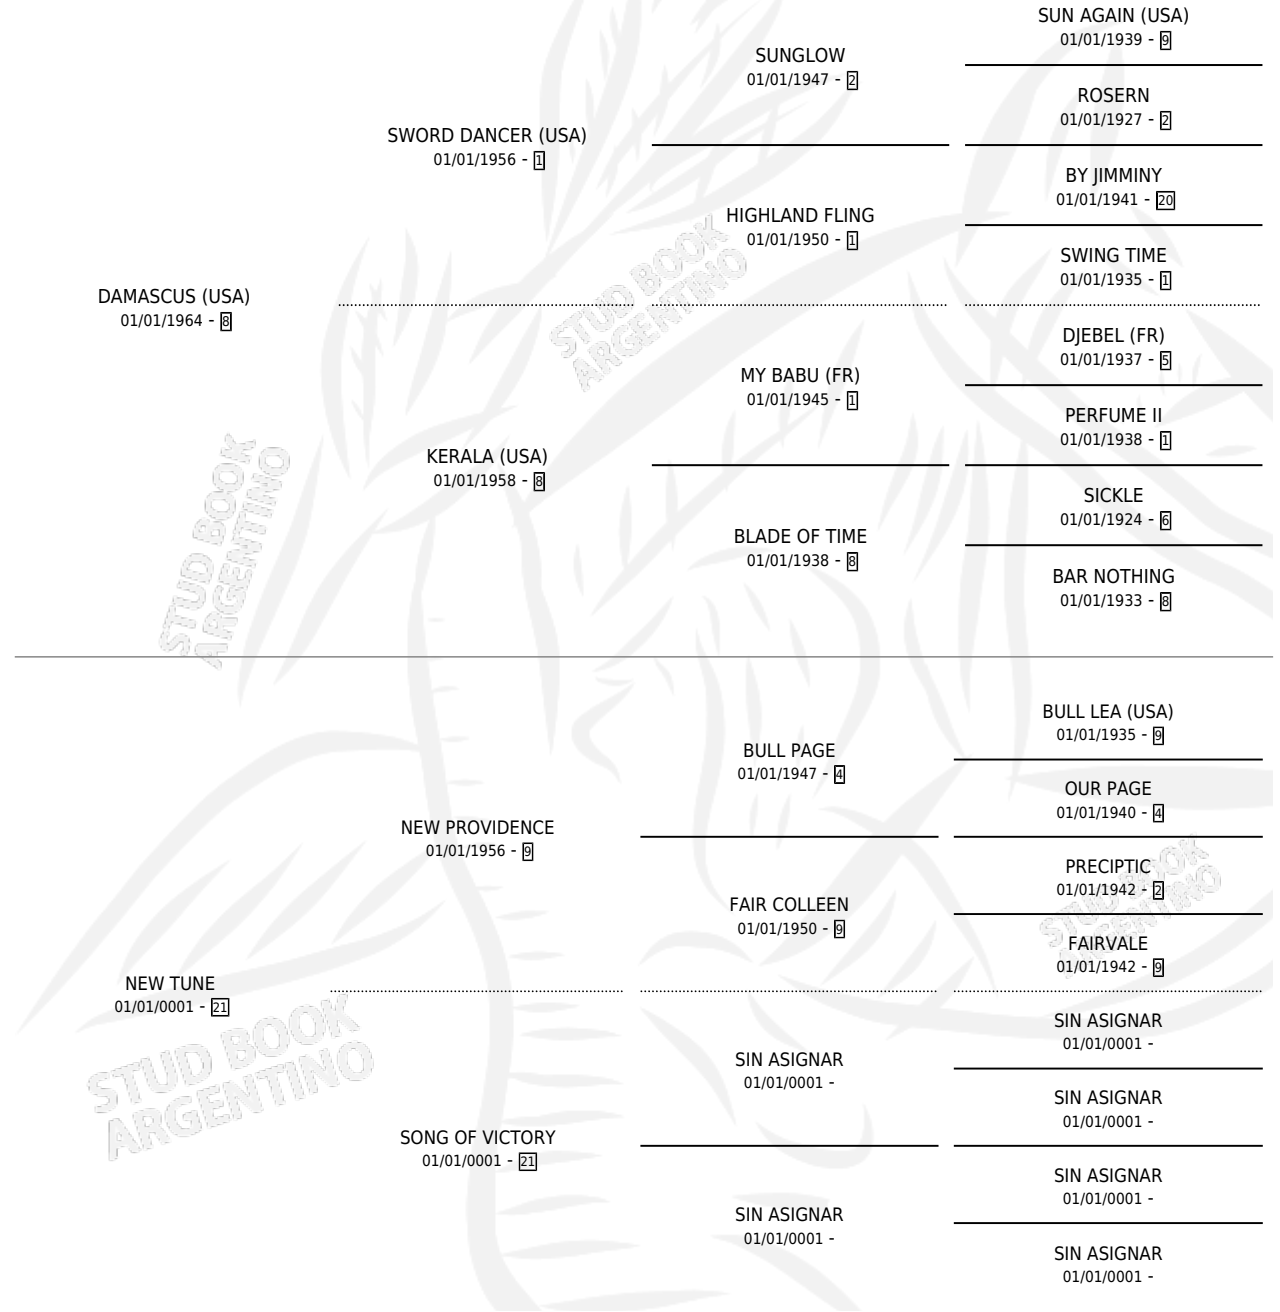 SUN AGAIN (USA)
01/01/1939 - 9
SUNGLOW
01/01/1947 - 2
ROSERN
01/01/1927 - 2
SWORD DANCER (USA)
01/01/1956 - 1
BY JIMMINY
01/01/1941 - 20
HIGHLAND FLING
01/01/1950 - 1
SWING TIME
01/01/1935 - 1
DAMASCUS (USA)
01/01/1964 - 8
DJEBEL (FR)
01/01/1937 - 5
MY BABU (FR)
01/01/1945 - 1
PERFUME II
01/01/1938 - 1
KERALA (USA)
01/01/1958 - 8
SICKLE
01/01/1924 - 6
BLADE OF TIME
01/01/1938 - 8
BAR NOTHING
01/01/1933 - 8
BULL LEA (USA)
01/01/1935 - 9
BULL PAGE
01/01/1947 - 4
OUR PAGE
01/01/1940 - 4
NEW PROVIDENCE
01/01/1956 - 9
PRECIPTIC
01/01/1942 - 2
FAIR COLLEEN
01/01/1950 - 9
FAIRVALE
01/01/1942 - 9
NEW TUNE
01/01/0001 - 21
SIN ASIGNAR
01/01/0001 -
SIN ASIGNAR
01/01/0001 -
SIN ASIGNAR
01/01/0001 -
SONG OF VICTORY
01/01/0001 - 21
SIN ASIGNAR
01/01/0001 -
SIN ASIGNAR
01/01/0001 -
SIN ASIGNAR
01/01/0001 -
STUD BOOK
ARGENTINO
STUD BOOK
ARGENTINO
STUD BOOK
ARGENTINO
STUD BOOK
ARGENTINO